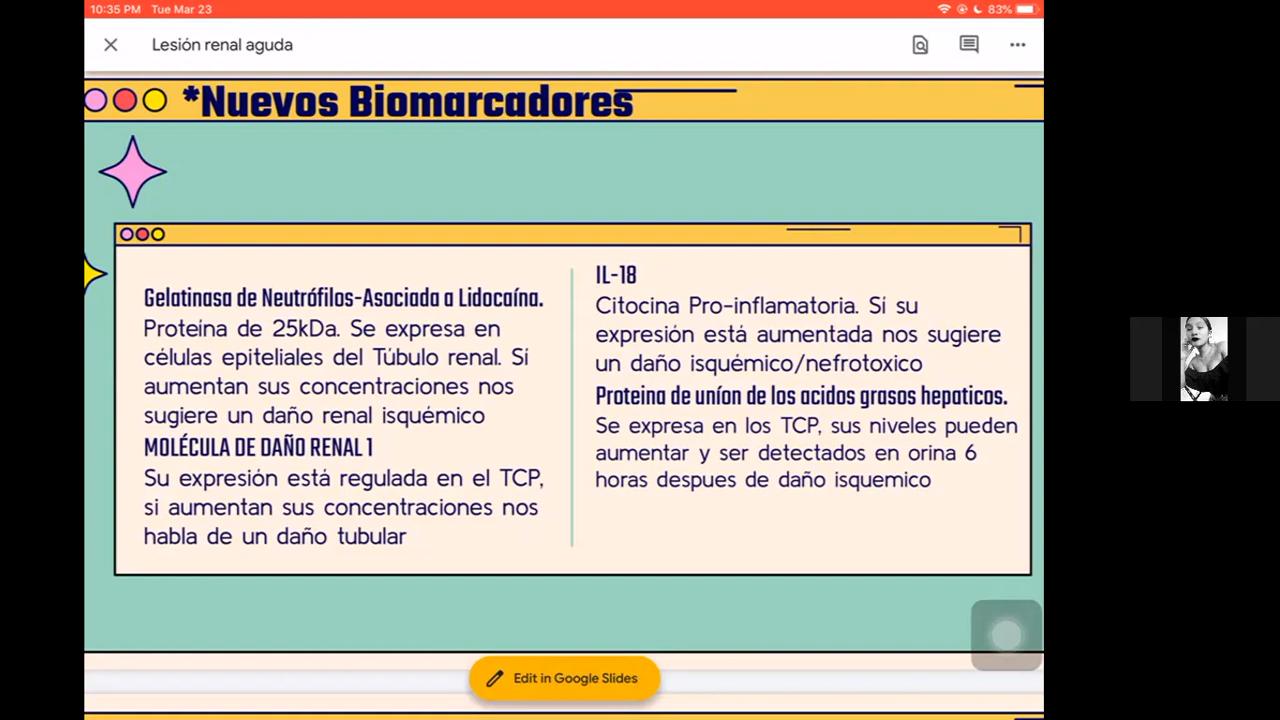 10:35 PM Tue Mar 23
83%
Lesión renal aguda
*Nuevos Biomarcadores
Gelatinasa de Neutrófilos-Asociada a Lidocaína.
Proteína de 25kDa. Se expresa en
células epiteliales del Túbulo renal. Sí
aumentan sus concentraciones nos
sugiere un daño renal isquémico
MOLÉCULA DE DAÑO RENAL 1
Su expresión está regulada en el TCP,
si aumentan sus concentraciones nos
habla de un daño tubular
IL-18
Citocina Pro-inflamatoria. Sí su
expresión está aumentada nos sugiere
un daño isquémico/nefrotoxico
Proteina de uníon de los acidos grasos hepaticos.
Se expresa en los TCP, sus niveles pueden
aumentar y ser detectados en orina 6
horas despues de daño isquemico
Edit in Google Slides